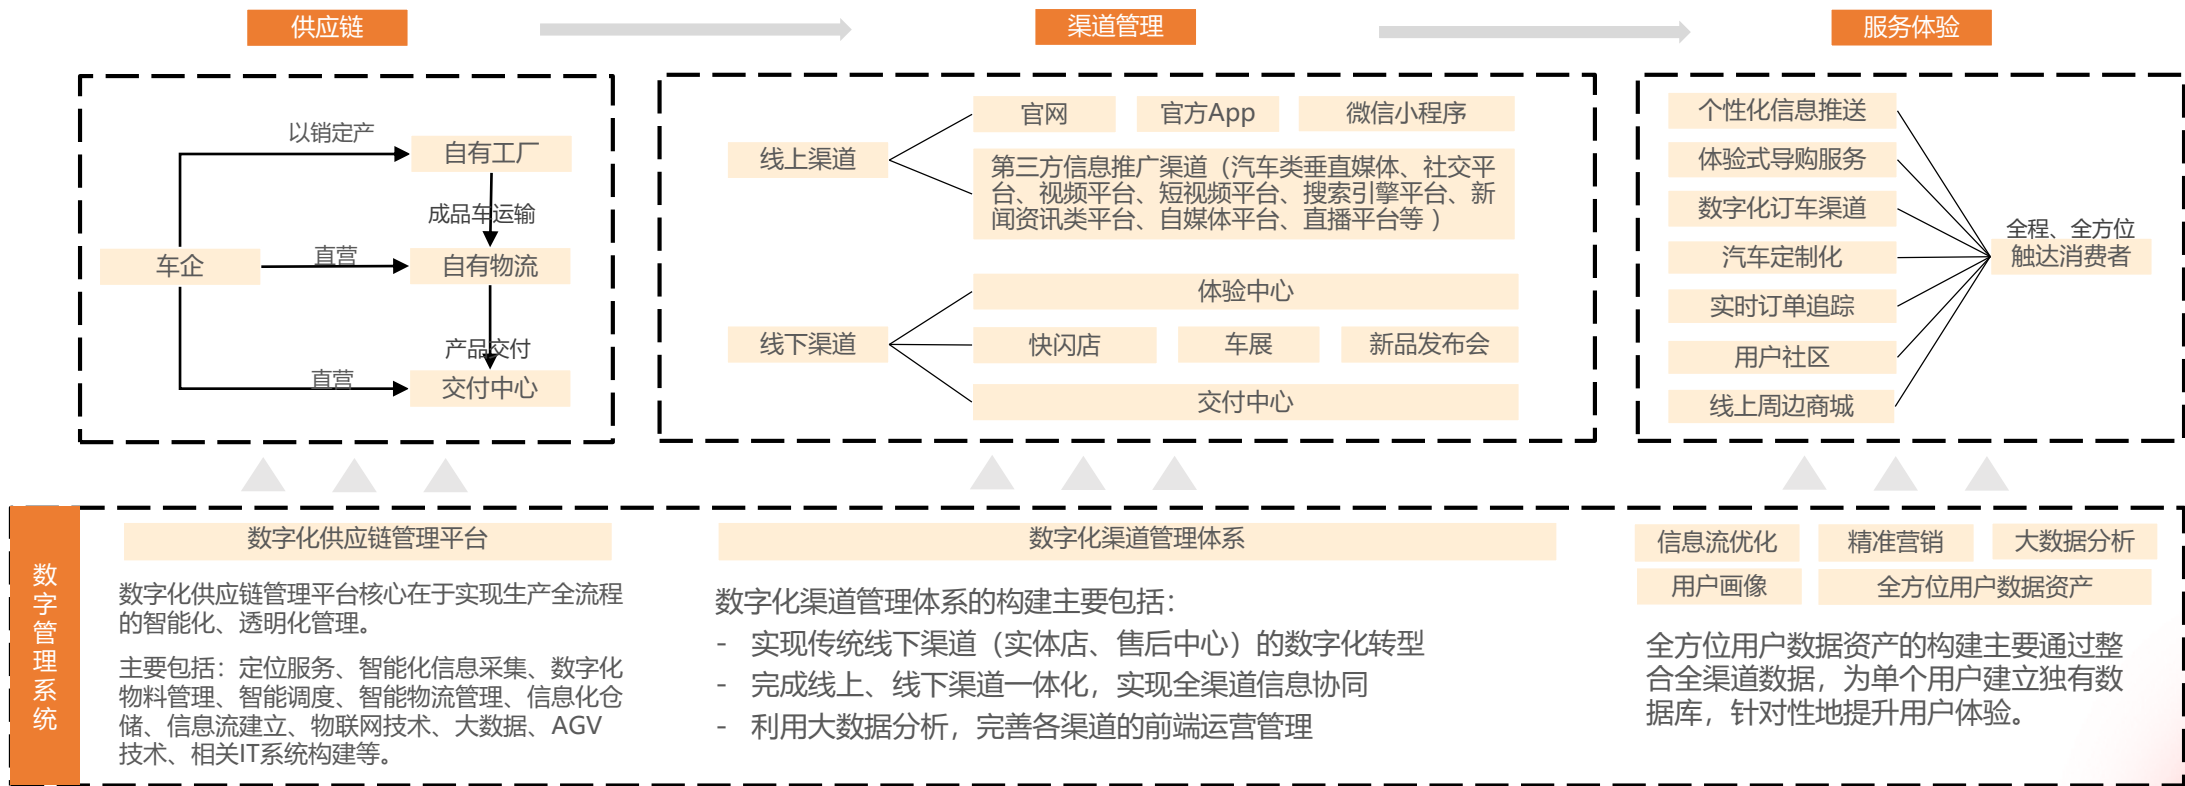 供应链
渠道管理
服务体验
以销定产
自有工厂
成品车运输
车企
直营
自有物流
产品交付
直营
交付中心
线上渠道
官网
官方App
微信小程序
第三方信息推广渠道（汽车类垂直媒体、社交平
台、视频平台、短视频平台、搜索引擎平台、新
闻资讯类平台、自媒体平台、直播平台等 ）
线下渠道
体验中心
快闪店
车展
新品发布会
交付中心
个性化信息推送
体验式导购服务
数字化订车渠道
汽车定制化
实时订单追踪
用户社区
线上周边商城
全程、全方位
触达消费者
数字管理系统
数字化供应链管理平台
数字化供应链管理平台核心在于实现生产全流程
的智能化、透明化管理。
主要包括：定位服务、智能化信息采集、数字化
物料管理、智能调度、智能物流管理、信息化仓
储、信息流建立、物联网技术、大数据、AGV
技术、相关IT系统构建等。
数字化渠道管理体系
数字化渠道管理体系的构建主要包括：
- 实现传统线下渠道（实体店、售后中心）的数字化转型
- 完成线上、线下渠道一体化，实现全渠道信息协同
- 利用大数据分析，完善各渠道的前端运营管理
信息流优化
精准营销
大数据分析
用户画像
全方位用户数据资产
全方位用户数据资产的构建主要通过整
合全渠道数据，为单个用户建立独有数
据库，针对性地提升用户体验。